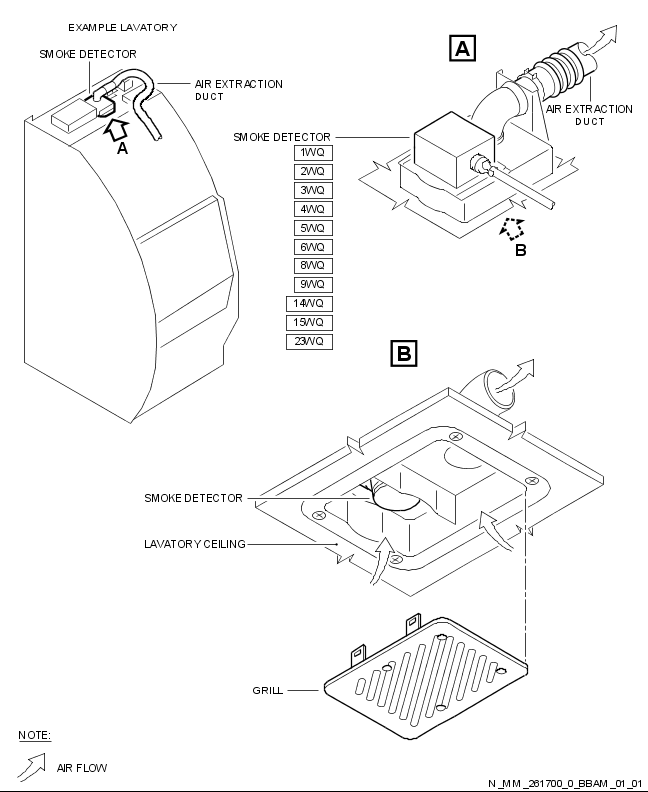 EXAMPLE LAVATORY
SMOKE DETECTOR
AIR EXTRACTION
DUCT
A
A
AIR EXTRACTION
DUCT
SMOKE DETECTOR
1WQ
2WQ
3WQ
4WQ
5WQ
6WQ
8WQ
9WQ
14WQ
15WQ
23WQ
B
B
SMOKE DETECTOR
LAVATORY CEILING
GRILL
NOTE:
AIR FLOW
N_MM_261700_0_BBAM_01_01